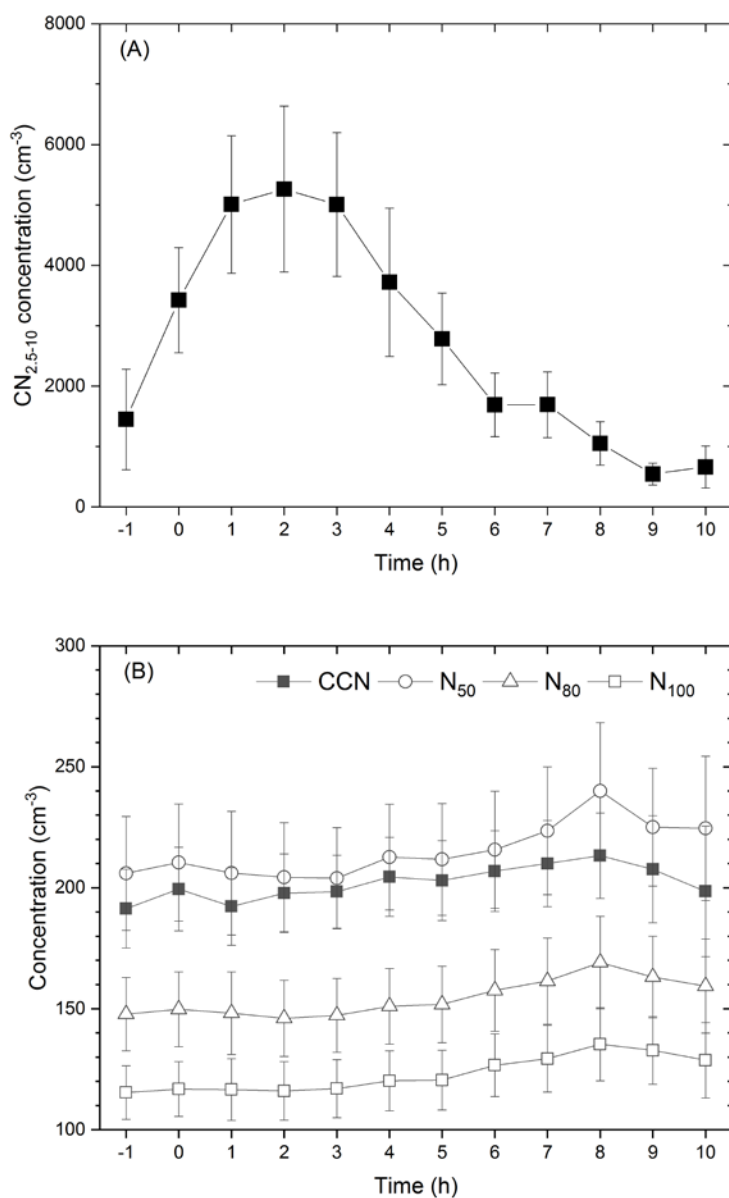 (A)
8000
6000
4000
2000
0
CN2.5-10 concentration (cm-3)
-1 0 1 2 3 4 5 6 7 8 9 10
Time (h)
(B)
CCN N50 N80 N100
300
250
200
150
100
Concentration (cm-3)
-1 0 1 2 3 4 5 6 7 8 9 10
Time (h)